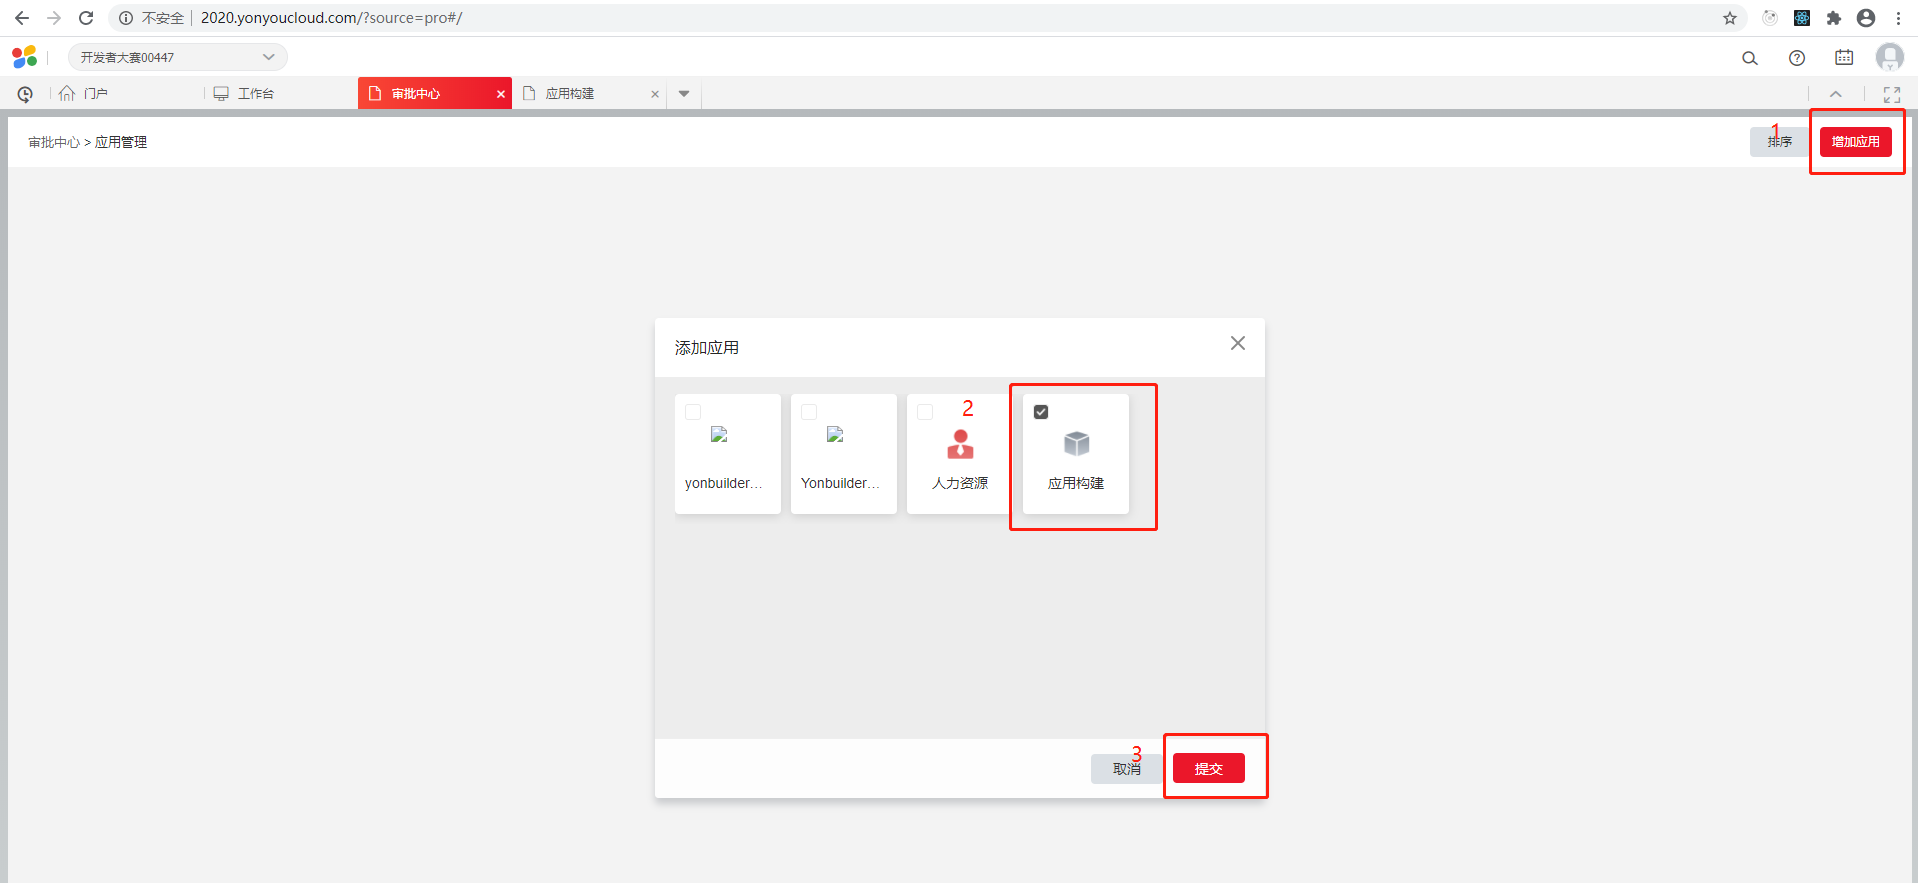 不安全 2020.yonyoucloud.com/?source=pro#/
开发者大赛00447
门户 工作台 审批中心 应用构建
审批中心 > 应用管理
1
排序 增加应用
添加应用
2
yonbuilder... Yonbuilder... 人力资源 应用构建
3
取消 提交